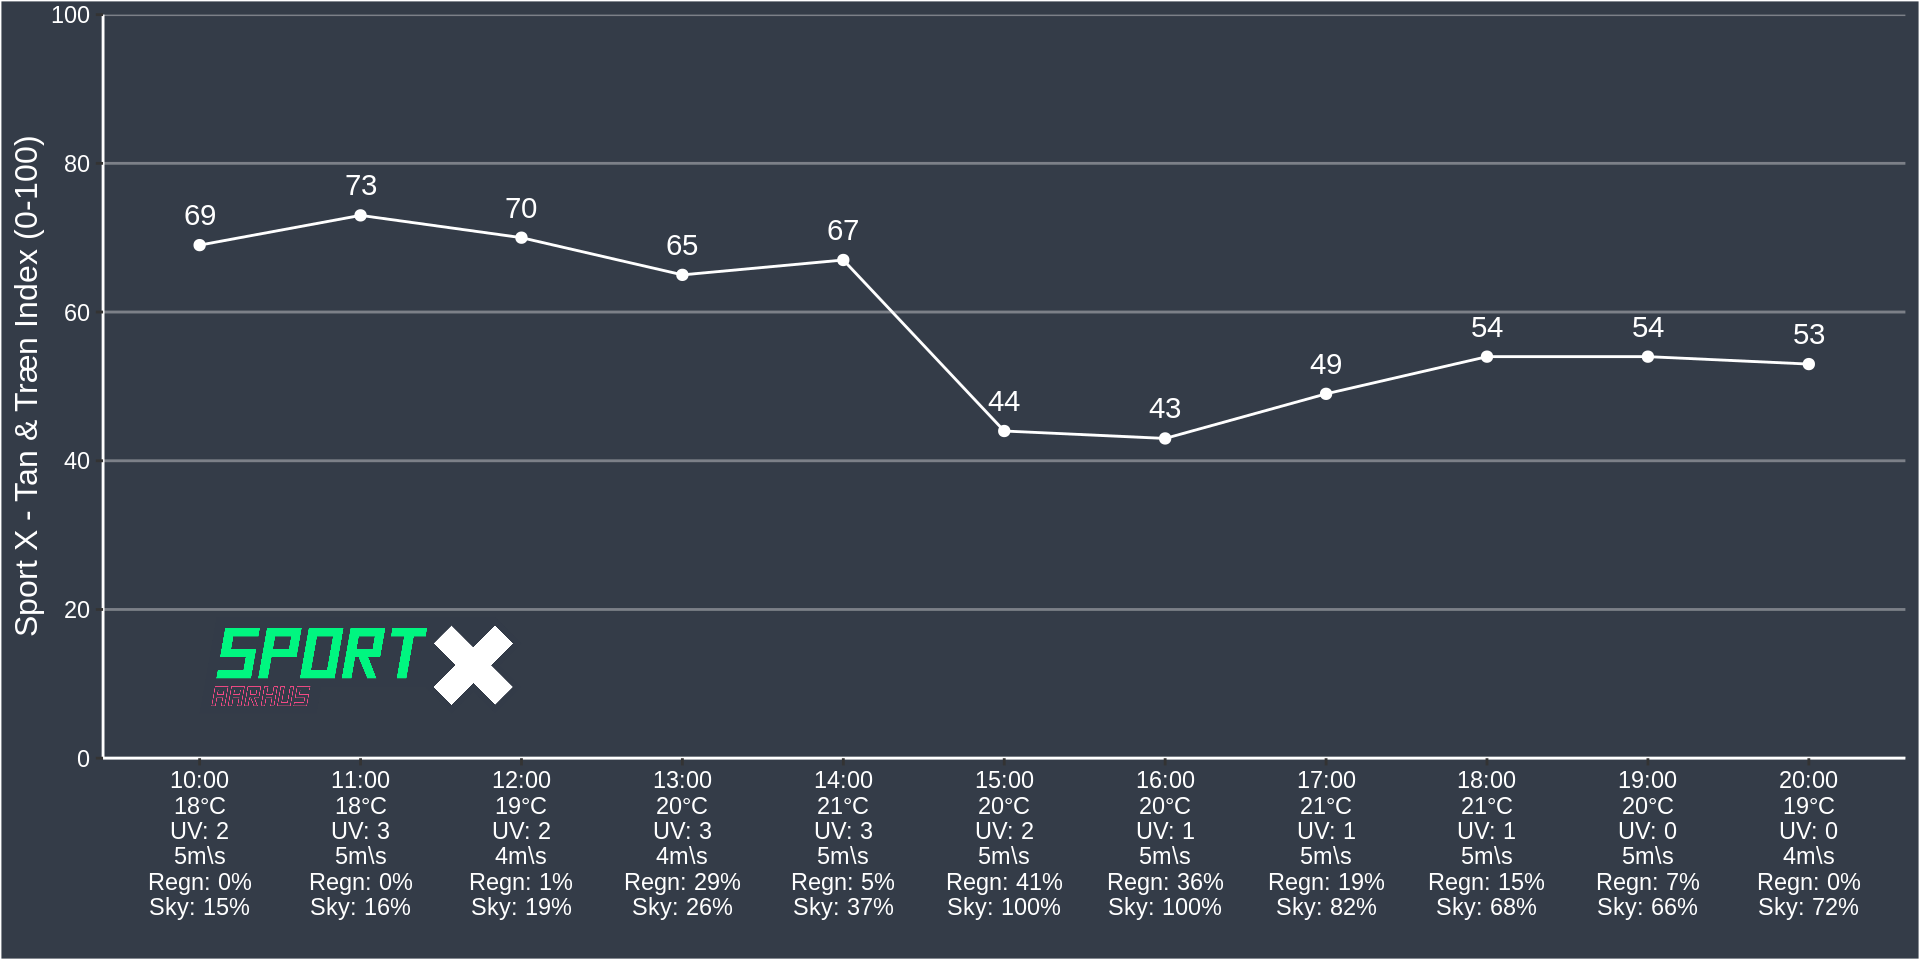 Sport X - Tan & Træn Index (0-100)
100
80
60
40
20
0
69
73
70
65
67
44
43
49
54
54
53
SPORT X
AARHUS
10:00
18°C
UV: 2
5m\s
Regn: 0%
Sky: 15%
11:00
18°C
UV: 3
5m\s
Regn: 0%
Sky: 16%
12:00
19°C
UV: 2
4m\s
Regn: 1%
Sky: 19%
13:00
20°C
UV: 3
4m\s
Regn: 29%
Sky: 26%
14:00
21°C
UV: 3
5m\s
Regn: 5%
Sky: 37%
15:00
20°C
UV: 2
5m\s
Regn: 41%
Sky: 100%
16:00
20°C
UV: 1
5m\s
Regn: 36%
Sky: 100%
17:00
21°C
UV: 1
5m\s
Regn: 19%
Sky: 82%
18:00
21°C
UV: 1
5m\s
Regn: 15%
Sky: 68%
19:00
20°C
UV: 0
5m\s
Regn: 7%
Sky: 66%
20:00
19°C
UV: 0
4m\s
Regn: 0%
Sky: 72%